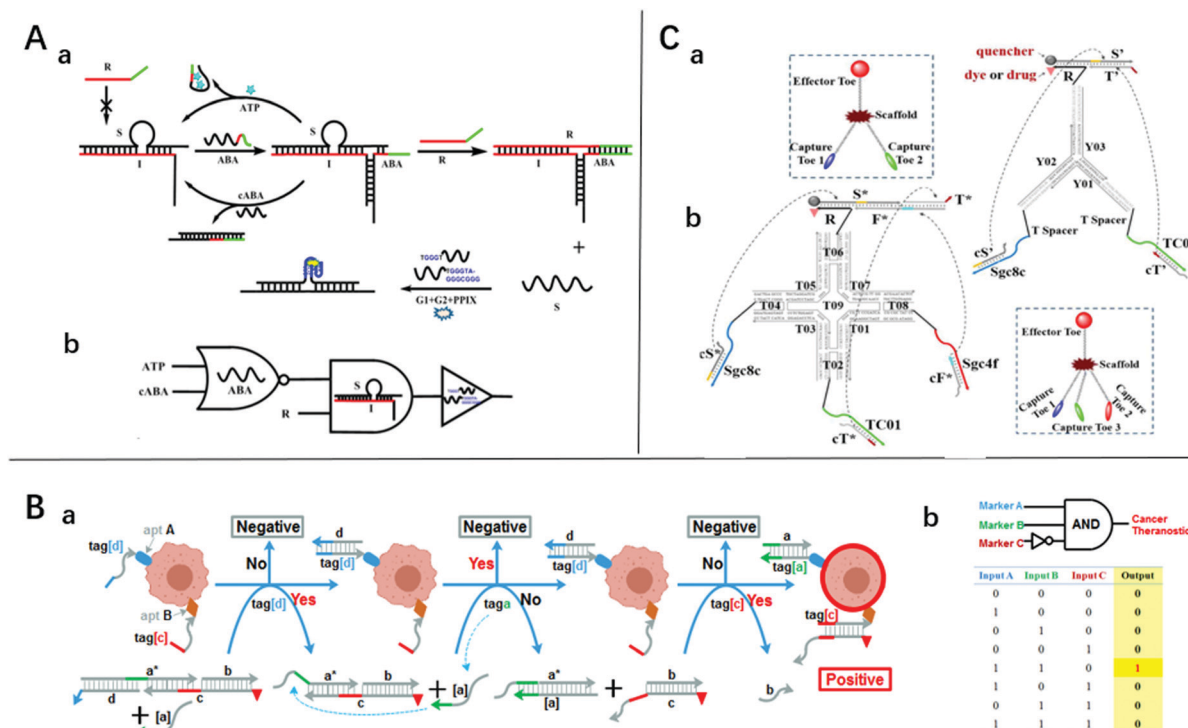 A
a
R
S
I
ATP
ABA
cABA
S
I
ABA
R
R
I
ABA
+
S
TGGGT
TGGGTA-
GGGCGGG
G1+G2+PPIX
b
ATP
cABA
ABA
R
S
I
C
a
Effector Toe
Scaffold
Capture
Toe 1
Capture
Toe 2
quencher
dye or drug
S'
R
T'
Y02
Y03
Y01
T Spacer
T Spacer
cS'
Sgc8c
TC0
cT'
b
S*
T*
R
F*
T06
T05
T07
T04
T09
T08
T03
T01
T02
cS*
Sgc8c
Sgc4f
cF*
TC01
cT*
Effector Toe
Scaffold
Capture
Toe 1
Capture
Toe 2
Capture Toe 3
B
a
tag[d]
apt A
apt B
tag[c]
Negative
No
tag[d]
Yes
d
tag[d]
Negative
Yes
tag a
No
d
tag[d]
Negative
No
tag[c]
Yes
a
tag[a]
tag[c]
Positive
a*
b
d
c
+
[a]
a*
b
c
+
[a]
a*
[a]
+
b
c
b
b
Marker A
Marker B
Marker C
AND
Cancer
Theranostic
Input A Input B Input C Output
0 0 0 0
1 0 0 0
0 1 0 0
0 0 1 0
1 1 0 1
1 0 1 0
0 1 1 0
1 1 1 0